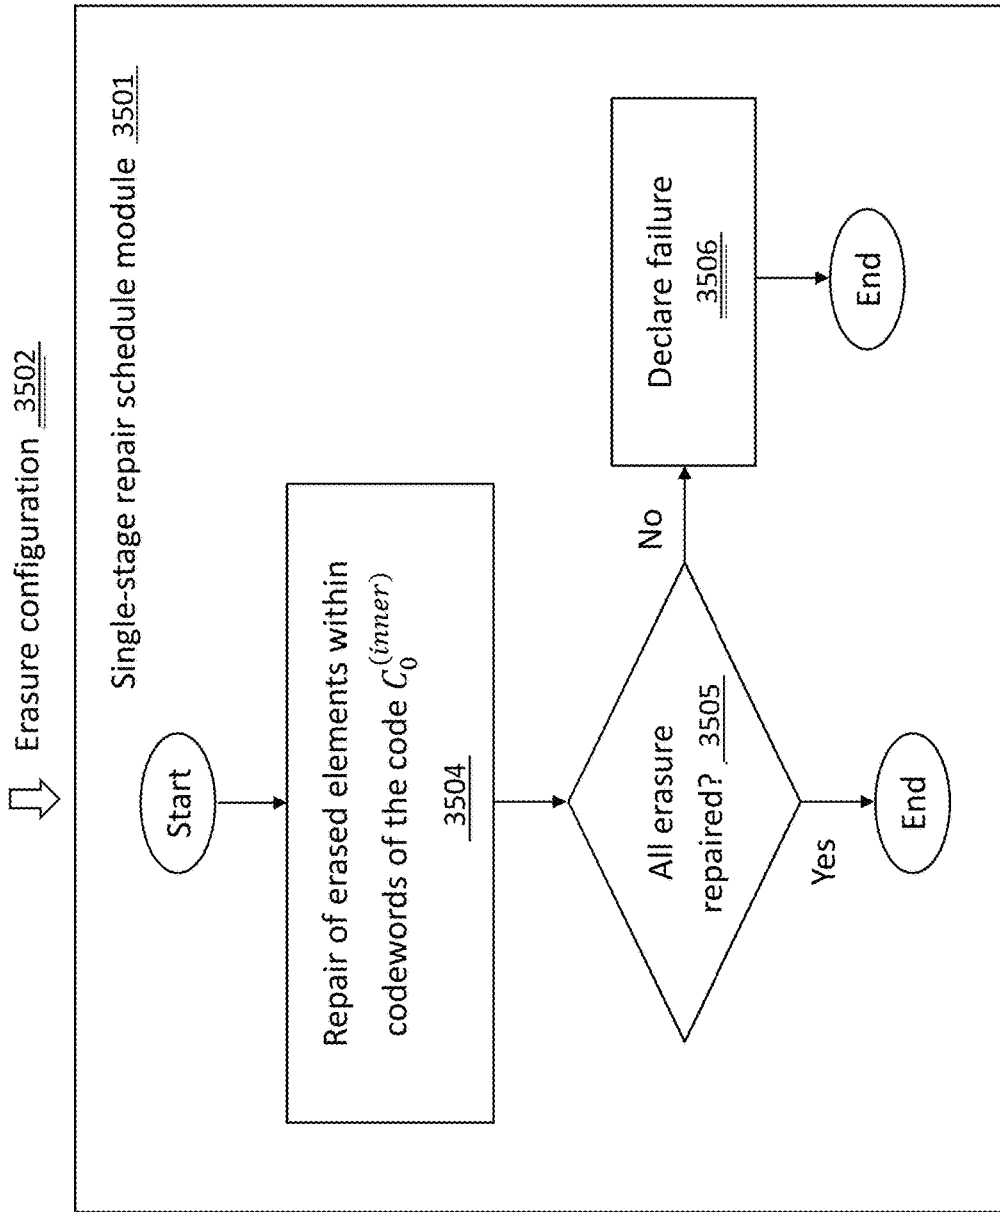 Erasure configuration 3502
Single-stage repair schedule module 3501
Start
Repair of erased elements within
codewords of the code C_0^{(inner)}
3504
All erasure
repaired? 3505
No
Yes
Declare failure
3506
End
End